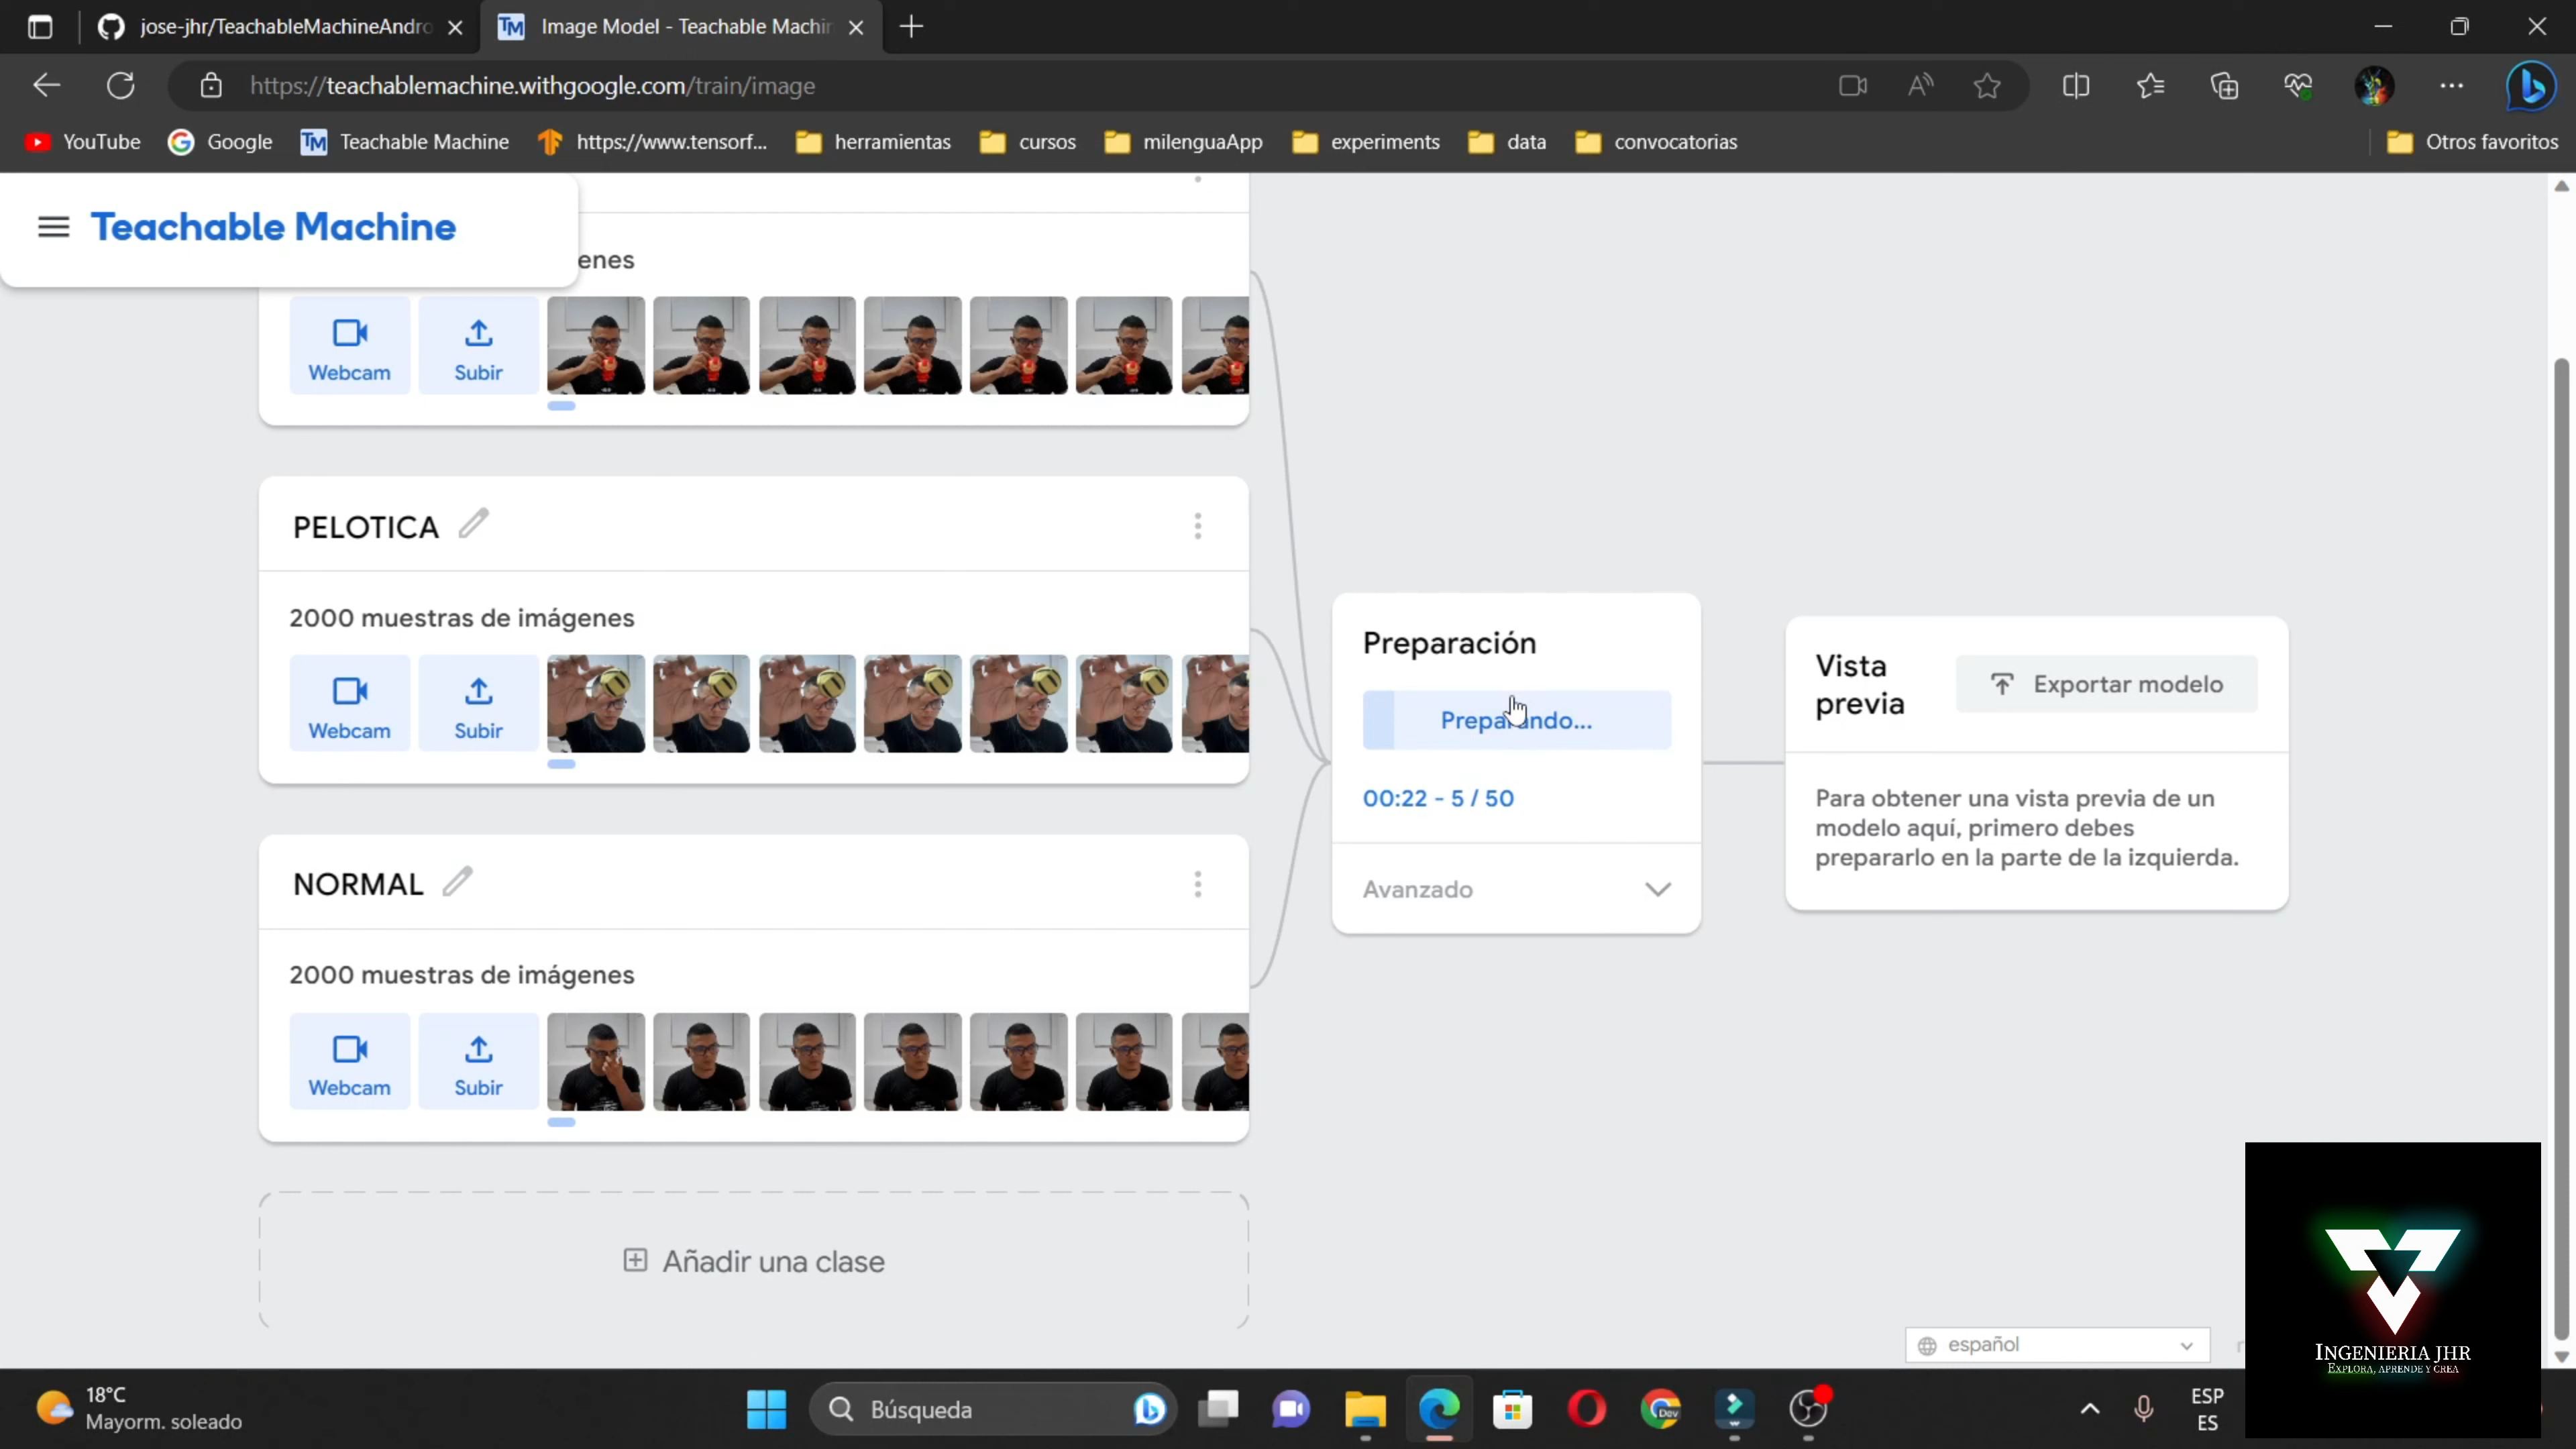 jose-jhr/TeachableMachineAndro
Image Model - Teachable Machin
https://teachablemachine.withgoogle.com/train/image
YouTube
Google
Teachable Machine
https://www.tensorf...
herramientas
cursos
milenguaApp
experiments
data
convocatorias
Otros favoritos
Teachable Machine
enes
Webcam
Subir
PELOTICA
2000 muestras de imágenes
Webcam
Subir
NORMAL
2000 muestras de imágenes
Webcam
Subir
Añadir una clase
Preparación
Preparando...
00:22 - 5 / 50
Avanzado
Vista
previa
Exportar modelo
Para obtener una vista previa de un
modelo aquí, primero debes
prepararlo en la parte de la izquierda.
español
INGENIERIA JHR
EXPLORA, APRENDE Y CREA
18°C
Mayorm. soleado
Búsqueda
Dev
ESP
ES